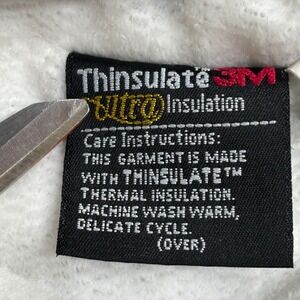 Thinsulate™ 3M
Ultra Insulation
Care Instructions:
THIS GARMENT IS MADE
WITH THINSULATE™
THERMAL INSULATION.
MACHINE WASH WARM,
DELICATE CYCLE.
(OVER)